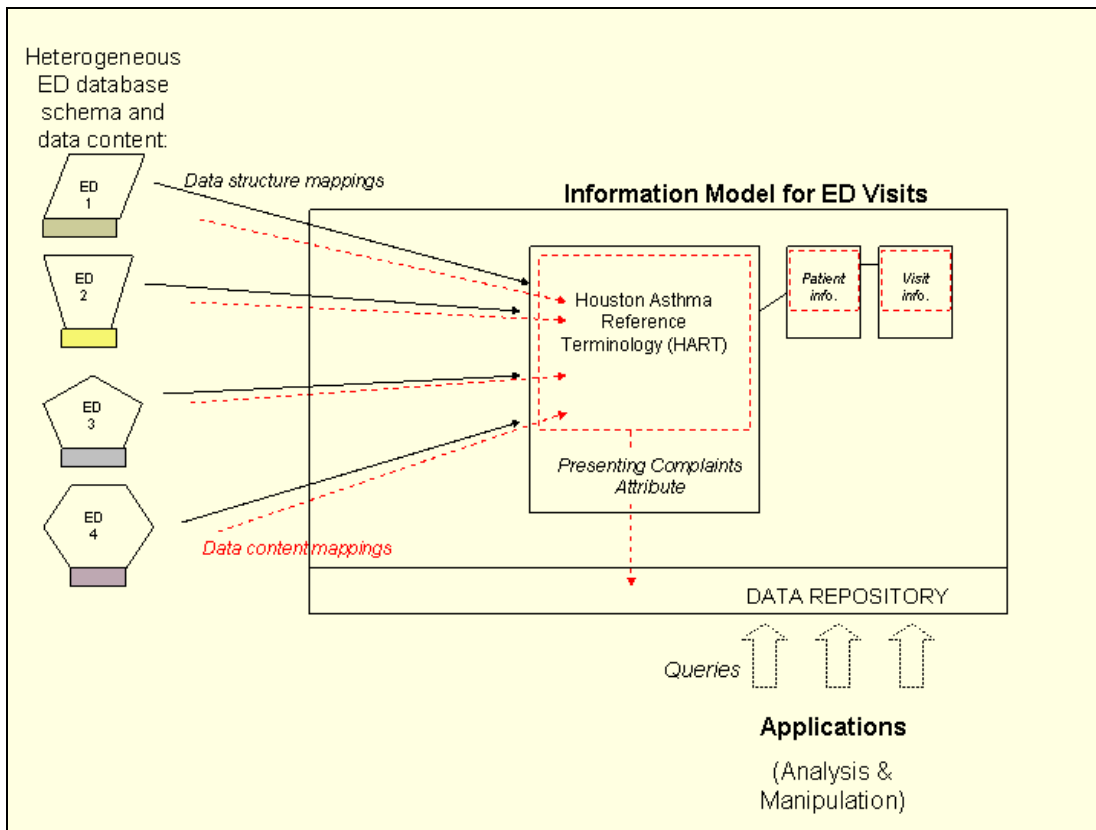 Heterogeneous
ED database
schema and
data content:
ED
1
Data structure mappings
Information Model for ED Visits
ED
2
Houston Asthma
Reference
Terminology (HART)
Patient
info.
Visit
info.
ED
3
Presenting Complaints
Attribute
ED
4
Data content mappings
DATA REPOSITORY
Queries
Applications
(Analysis &
Manipulation)